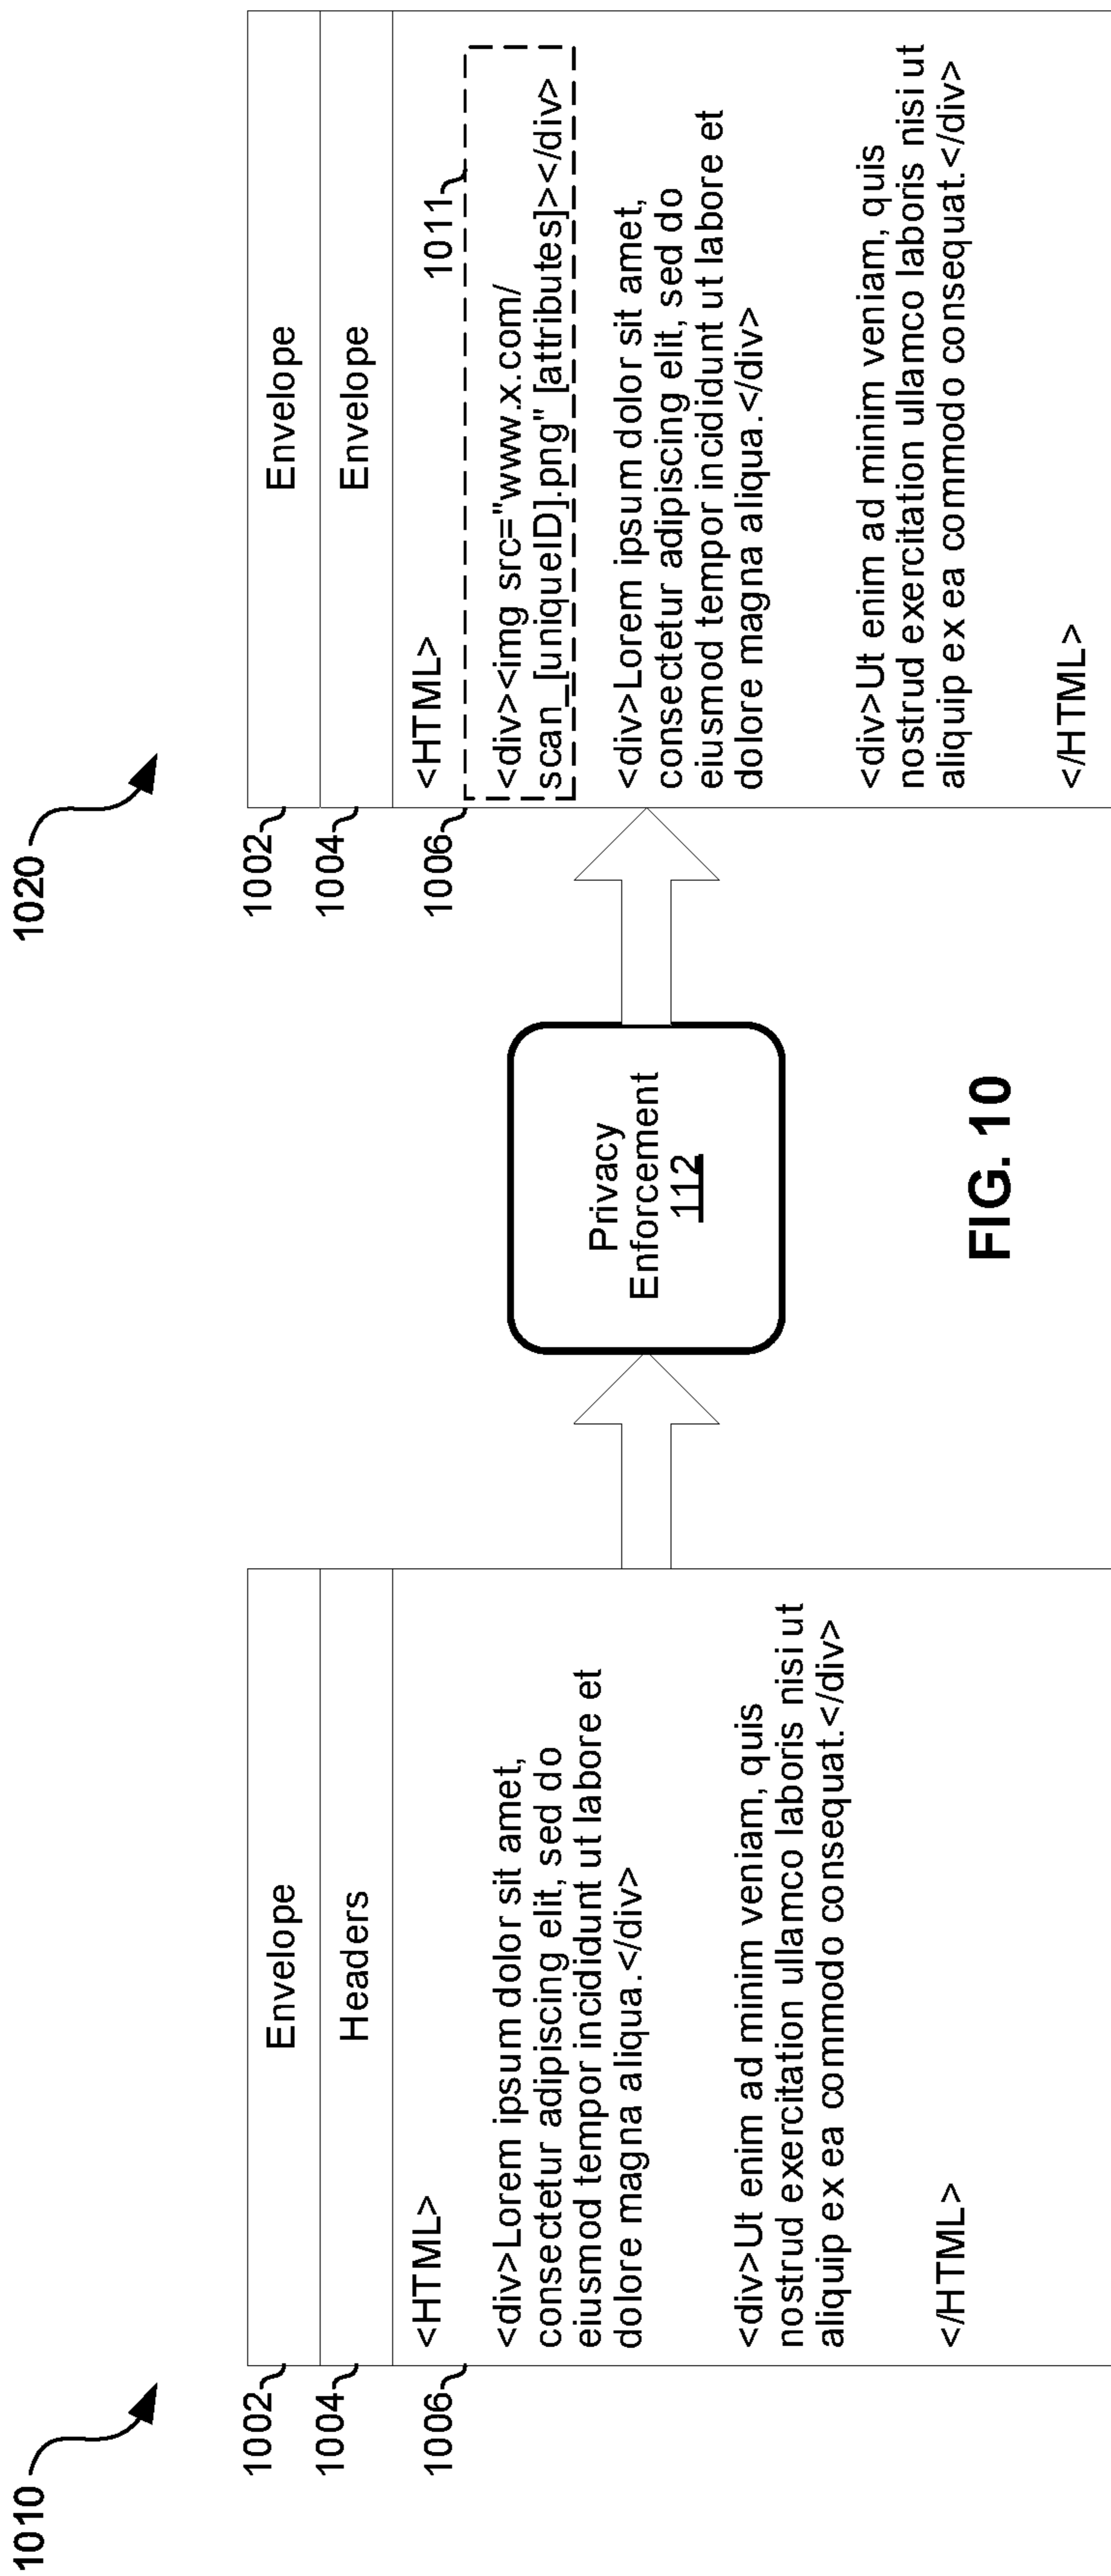 1010
1002
Envelope
1004
Headers
1006
<HTML>
<div>Lorem ipsum dolor sit amet,
consectetur adipiscing elit, sed do
eiusmod tempor incididunt ut labore et
dolore magna aliqua.</div>
<div>Ut enim ad minim veniam, quis
nostrud exercitation ullamco laboris nisi ut
aliquip ex ea commodo consequat.</div>
</HTML>
Privacy
Enforcement
112
1020
1002
Envelope
1004
Envelope
1006
<HTML>
1011
<div><img src="www.x.com/
scan_[uniqueID].png" [attributes]></div>
<div>Lorem ipsum dolor sit amet,
consectetur adipiscing elit, sed do
eiusmod tempor incididunt ut labore et
dolore magna aliqua.</div>
<div>Ut enim ad minim veniam, quis
nostrud exercitation ullamco laboris nisi ut
aliquip ex ea commodo consequat.</div>
</HTML>
FIG. 10